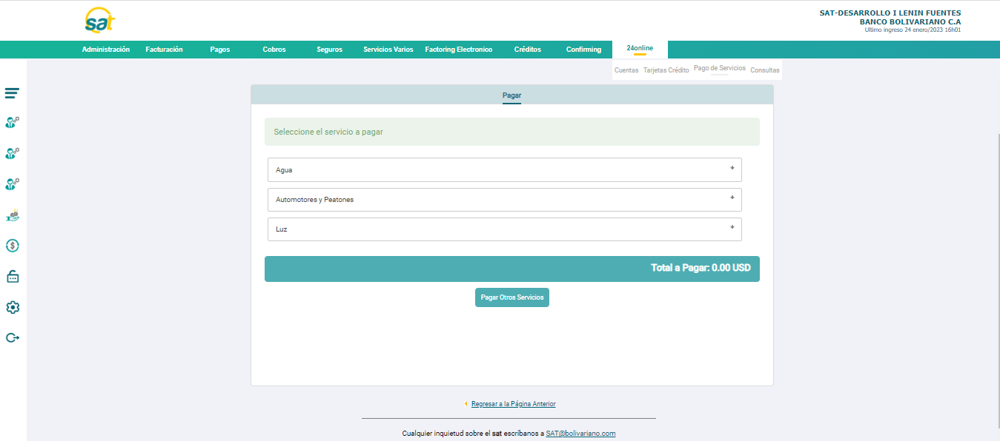 sat
SAT-DESARROLLO I LENIN FUENTES
BANCO BOLIVARIANO C.A
Ultimo ingreso 24 enero/2023 16h01
Administración Facturación Pagos Cobros Seguros Servicios Varios Factoring Electronico Créditos Confirming 24online
Cuentas Tarjetas Crédito Pago de Servicios Consultas
Pagar
Seleccione el servicio a pagar
Agua +
Automotores y Peatones +
Luz +
Total a Pagar: 0.00 USD
Pagar Otros Servicios
Regresar a la Página Anterior
Cualquier inquietud sobre el sat escríbanos a SAT@bolivariano.com